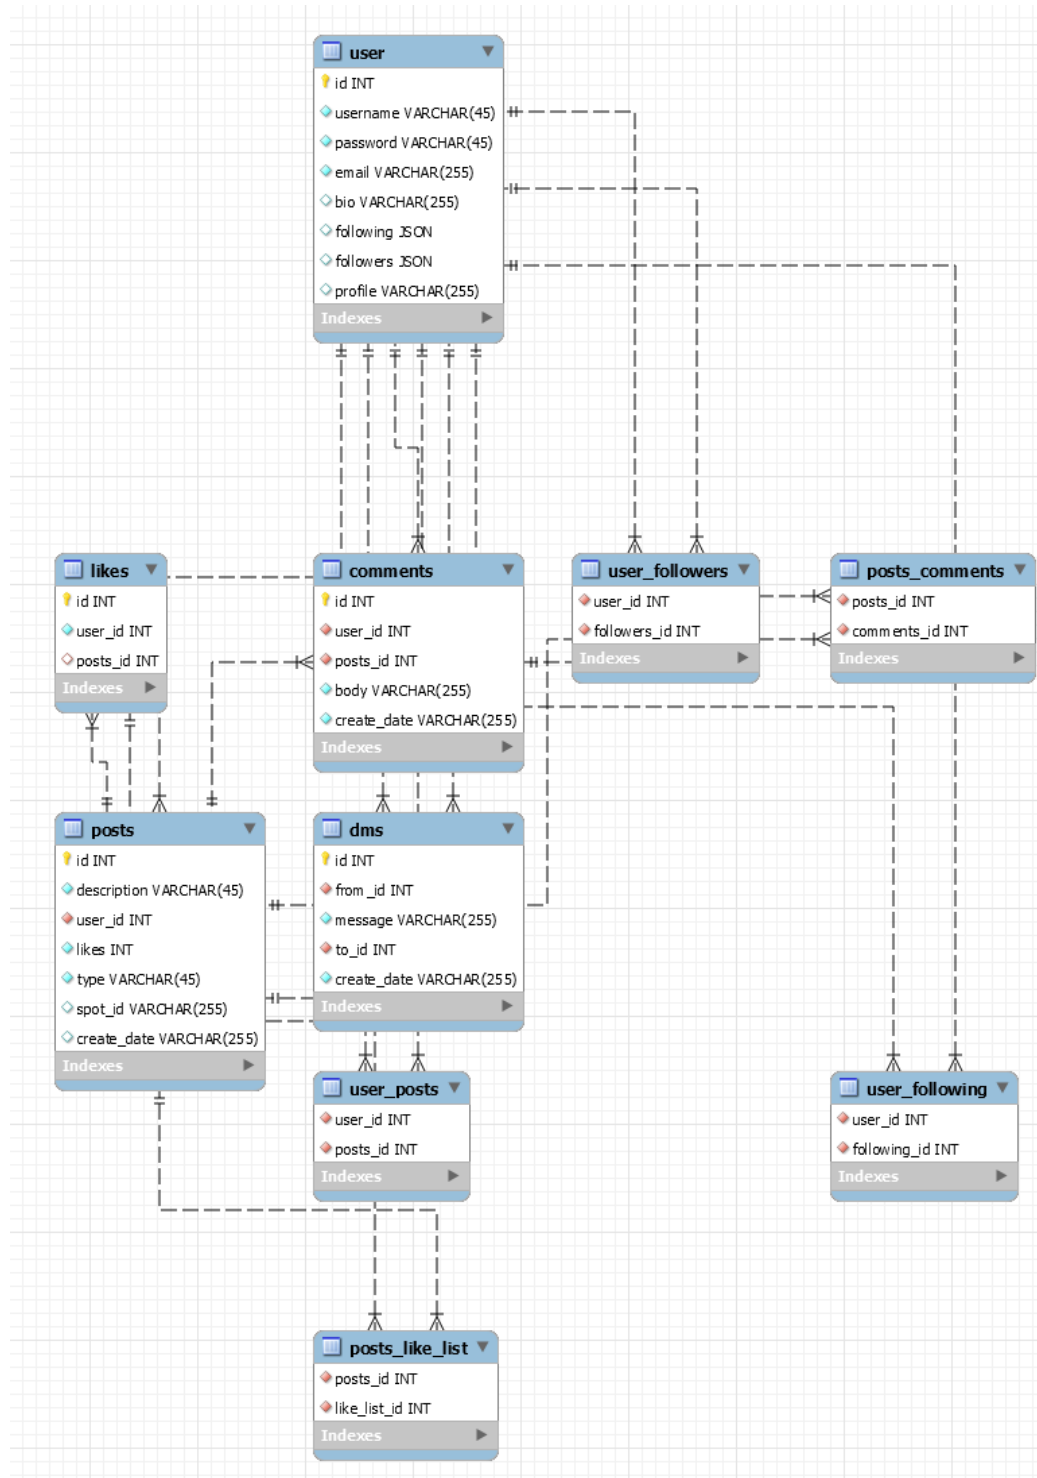 user
id INT
username VARCHAR(45)
password VARCHAR(45)
email VARCHAR(255)
bio VARCHAR(255)
following JSON
followers JSON
profile VARCHAR(255)
Indexes
likes
id INT
user_id INT
posts_id INT
Indexes
comments
id INT
user_id INT
posts_id INT
body VARCHAR(255)
create_date VARCHAR(255)
Indexes
user_followers
user_id INT
followers_id INT
Indexes
posts_comments
posts_id INT
comments_id INT
Indexes
posts
id INT
description VARCHAR(45)
user_id INT
likes INT
type VARCHAR(45)
spot_id VARCHAR(255)
create_date VARCHAR(255)
Indexes
dms
id INT
from_id INT
message VARCHAR(255)
to_id INT
create_date VARCHAR(255)
Indexes
user_posts
user_id INT
posts_id INT
Indexes
user_following
user_id INT
following_id INT
Indexes
posts_like_list
posts_id INT
like_list_id INT
Indexes